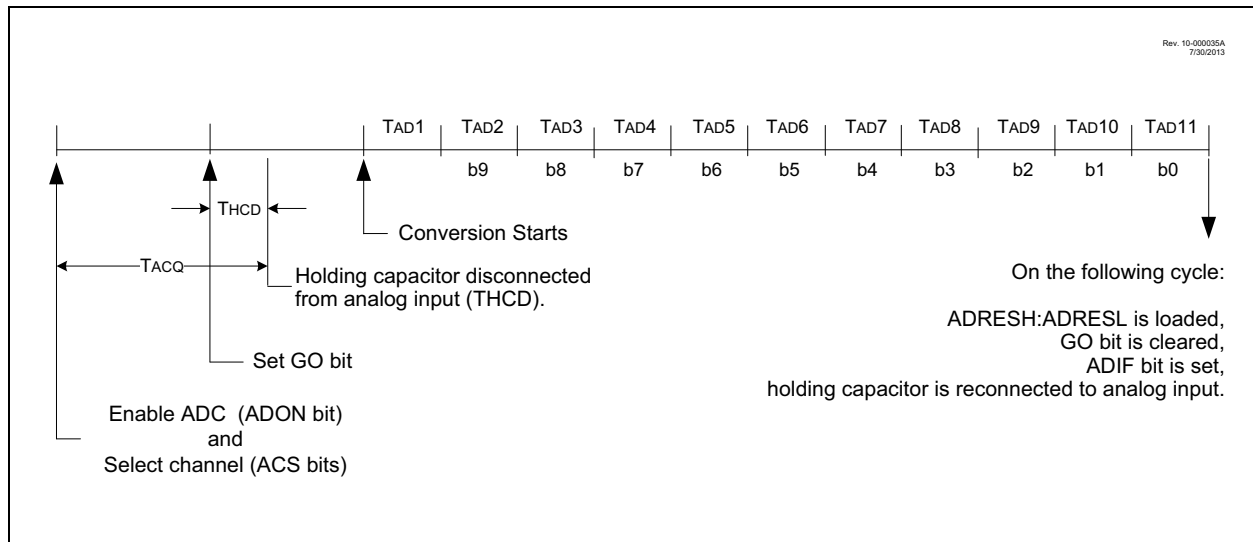 Rev. 10-000035A
7/30/2013
TAD1 TAD2 TAD3 TAD4 TAD5 TAD6 TAD7 TAD8 TAD9 TAD10 TAD11
b9 b8 b7 b6 b5 b4 b3 b2 b1 b0
THCD
Conversion Starts
TACQ
Holding capacitor disconnected
from analog input (THCD).
Set GO bit
Enable ADC (ADON bit)
and
Select channel (ACS bits)
On the following cycle:
ADRESH:ADRESL is loaded,
GO bit is cleared,
ADIF bit is set,
holding capacitor is reconnected to analog input.